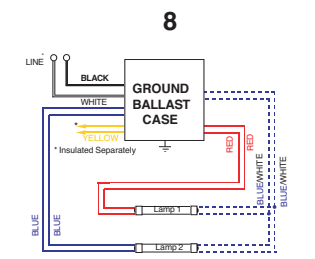 8
*
LINE
BLACK
WHITE
GROUND
BALLAST
CASE
*
YELLOW
* Insulated Separately
RED
RED
BLUE/WHITE
BLUE/WHITE
BLUE
BLUE
Lamp 1
Lamp 2